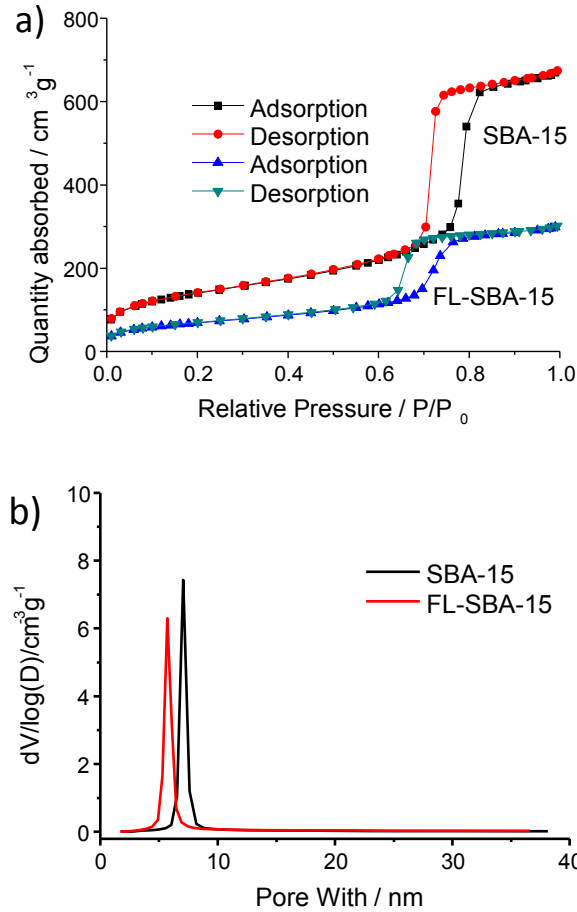 a)
800
600
400
200
0
Quantity absorbed / cm³g⁻¹
Adsorption
Desorption
Adsorption
Desorption
SBA-15
FL-SBA-15
0.0 0.2 0.4 0.6 0.8 1.0
Relative Pressure / P/P₀
b)
10
8
6
4
2
0
dV/log(D)/cm⁻³g⁻¹
SBA-15
FL-SBA-15
0 10 20 30 40
Pore With / nm